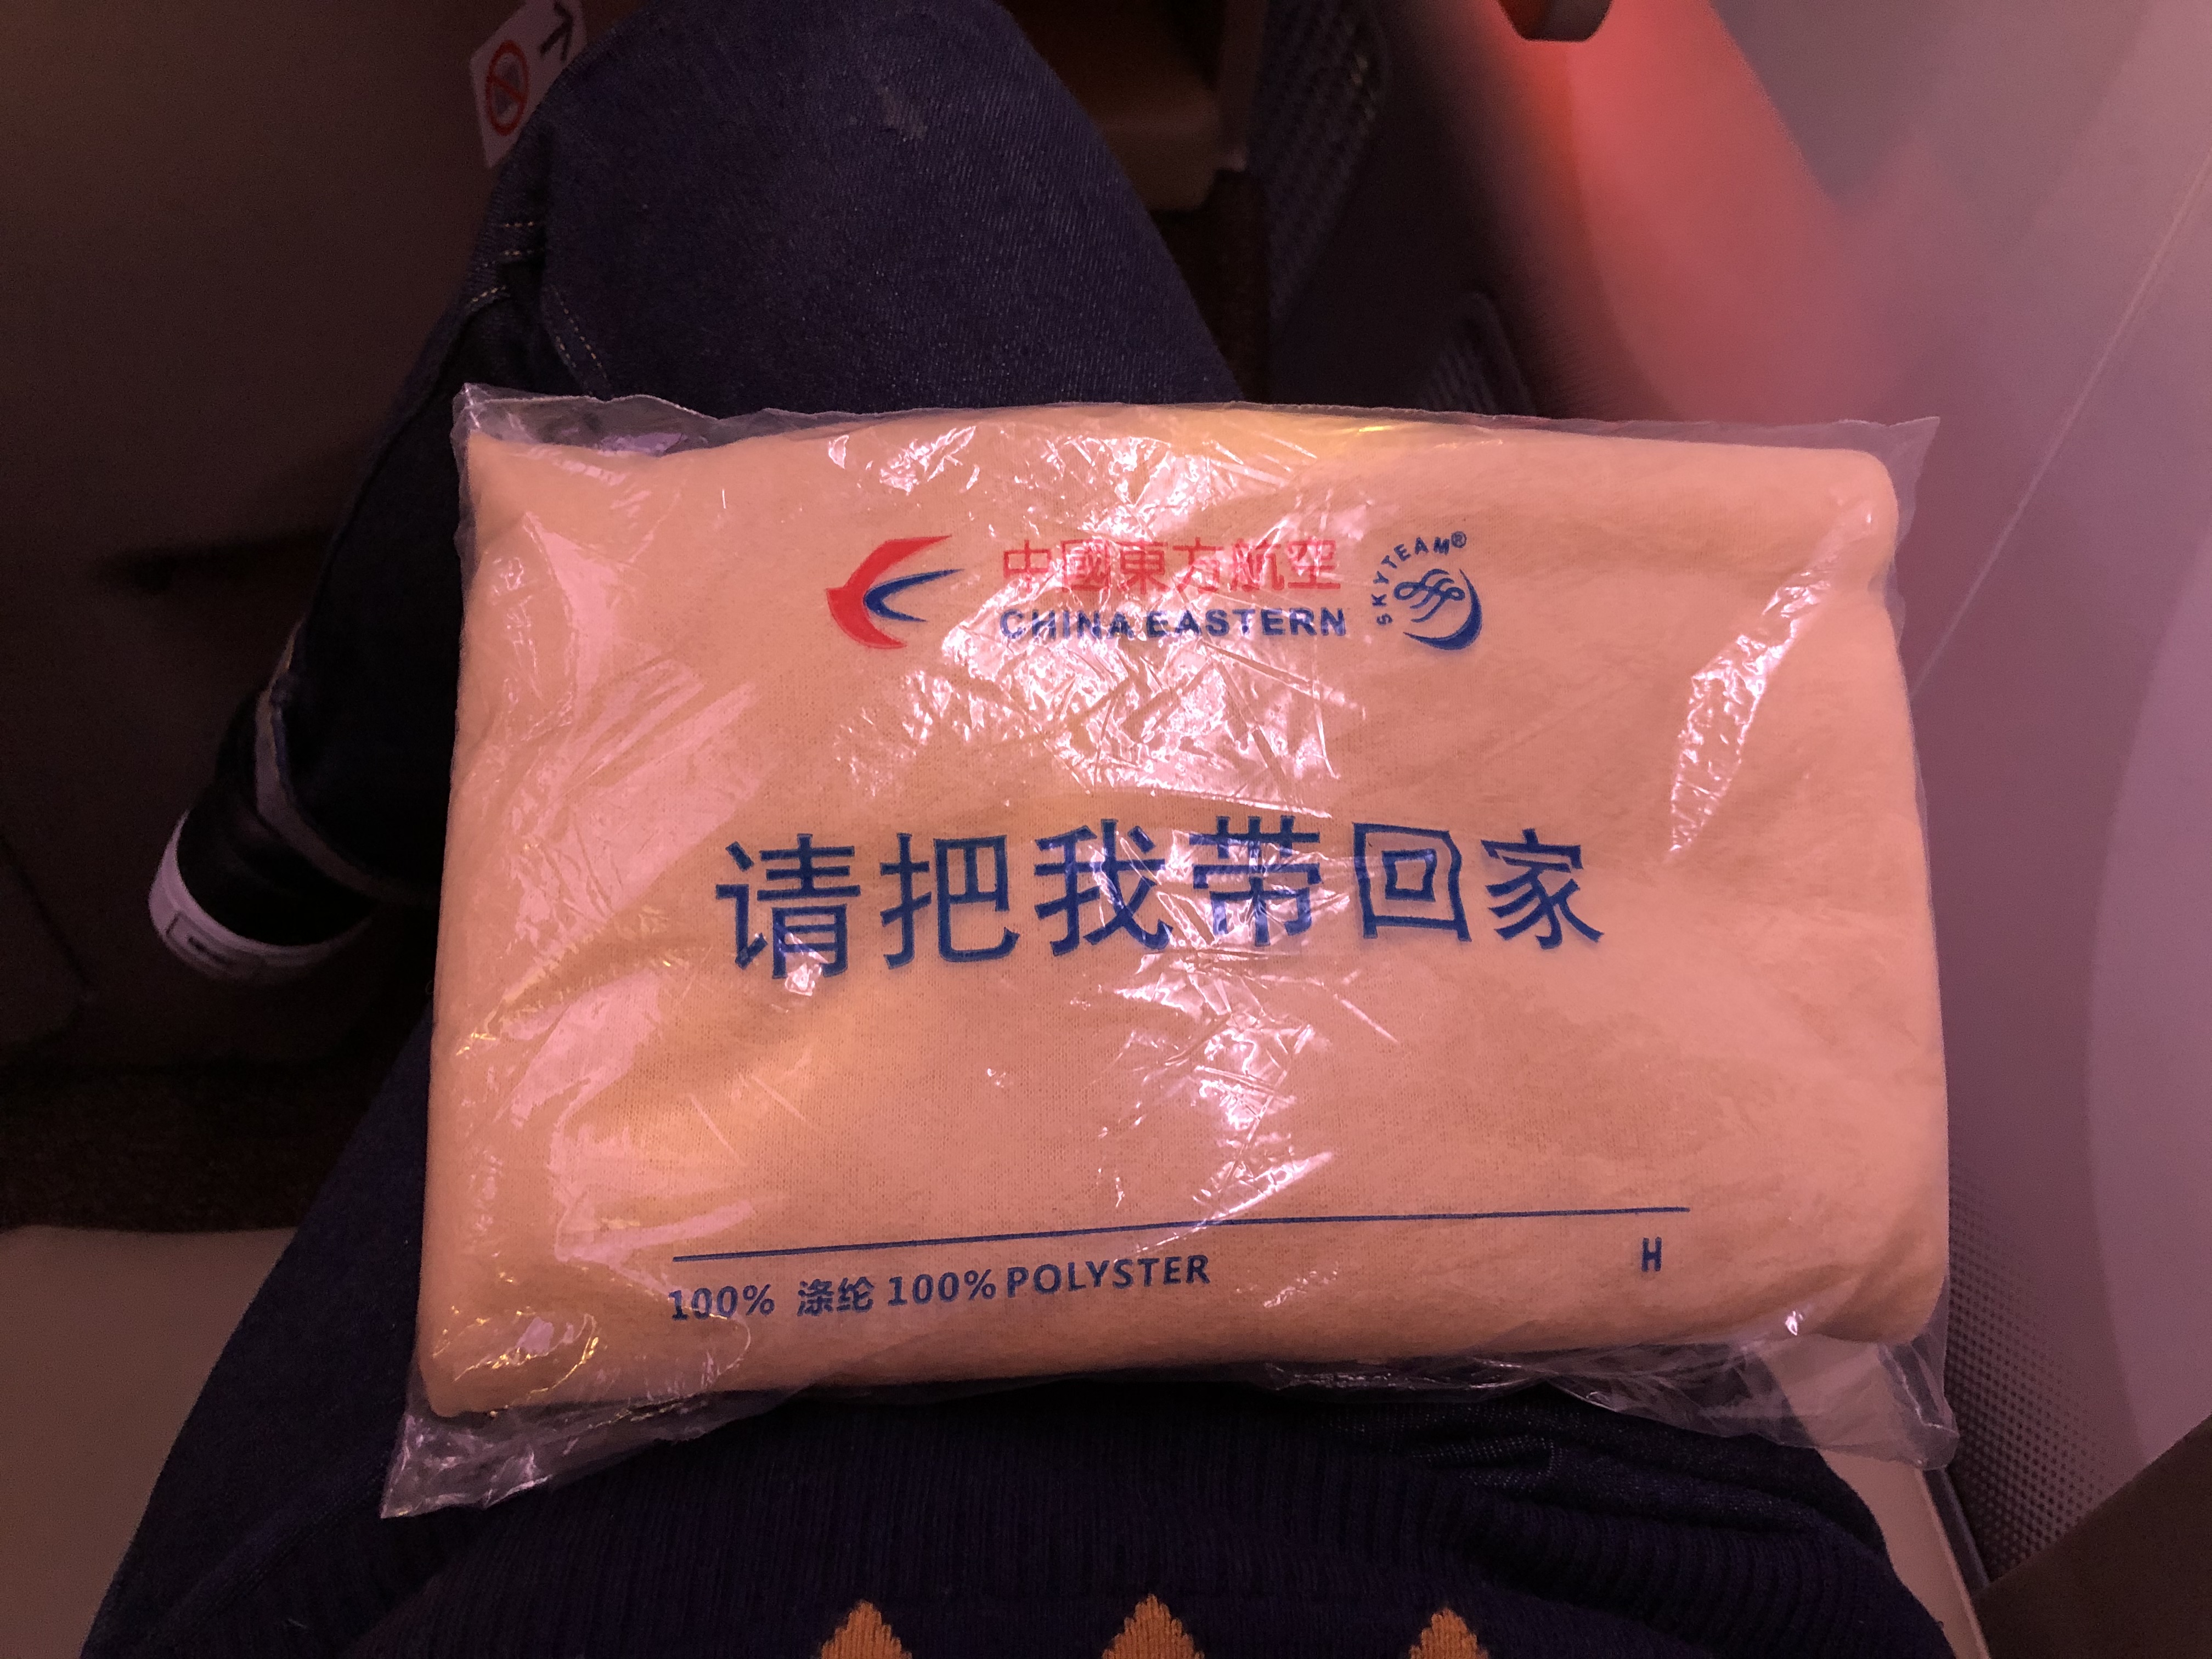 中國東方航空
CHINA EASTERN
SKYTEAM®
请把我带回家
H
100% 涤纶 100% POLYSTER